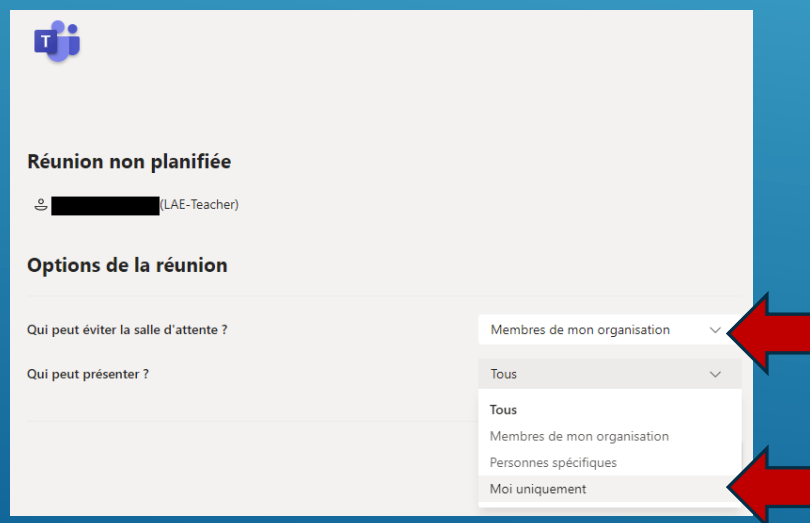 T
Réunion non planifiée
(LAE-Teacher)
Options de la réunion
Qui peut éviter la salle d'attente ? Membres de mon organisation
Qui peut présenter ? Tous
Tous
Membres de mon organisation
Personnes spécifiques
Moi uniquement